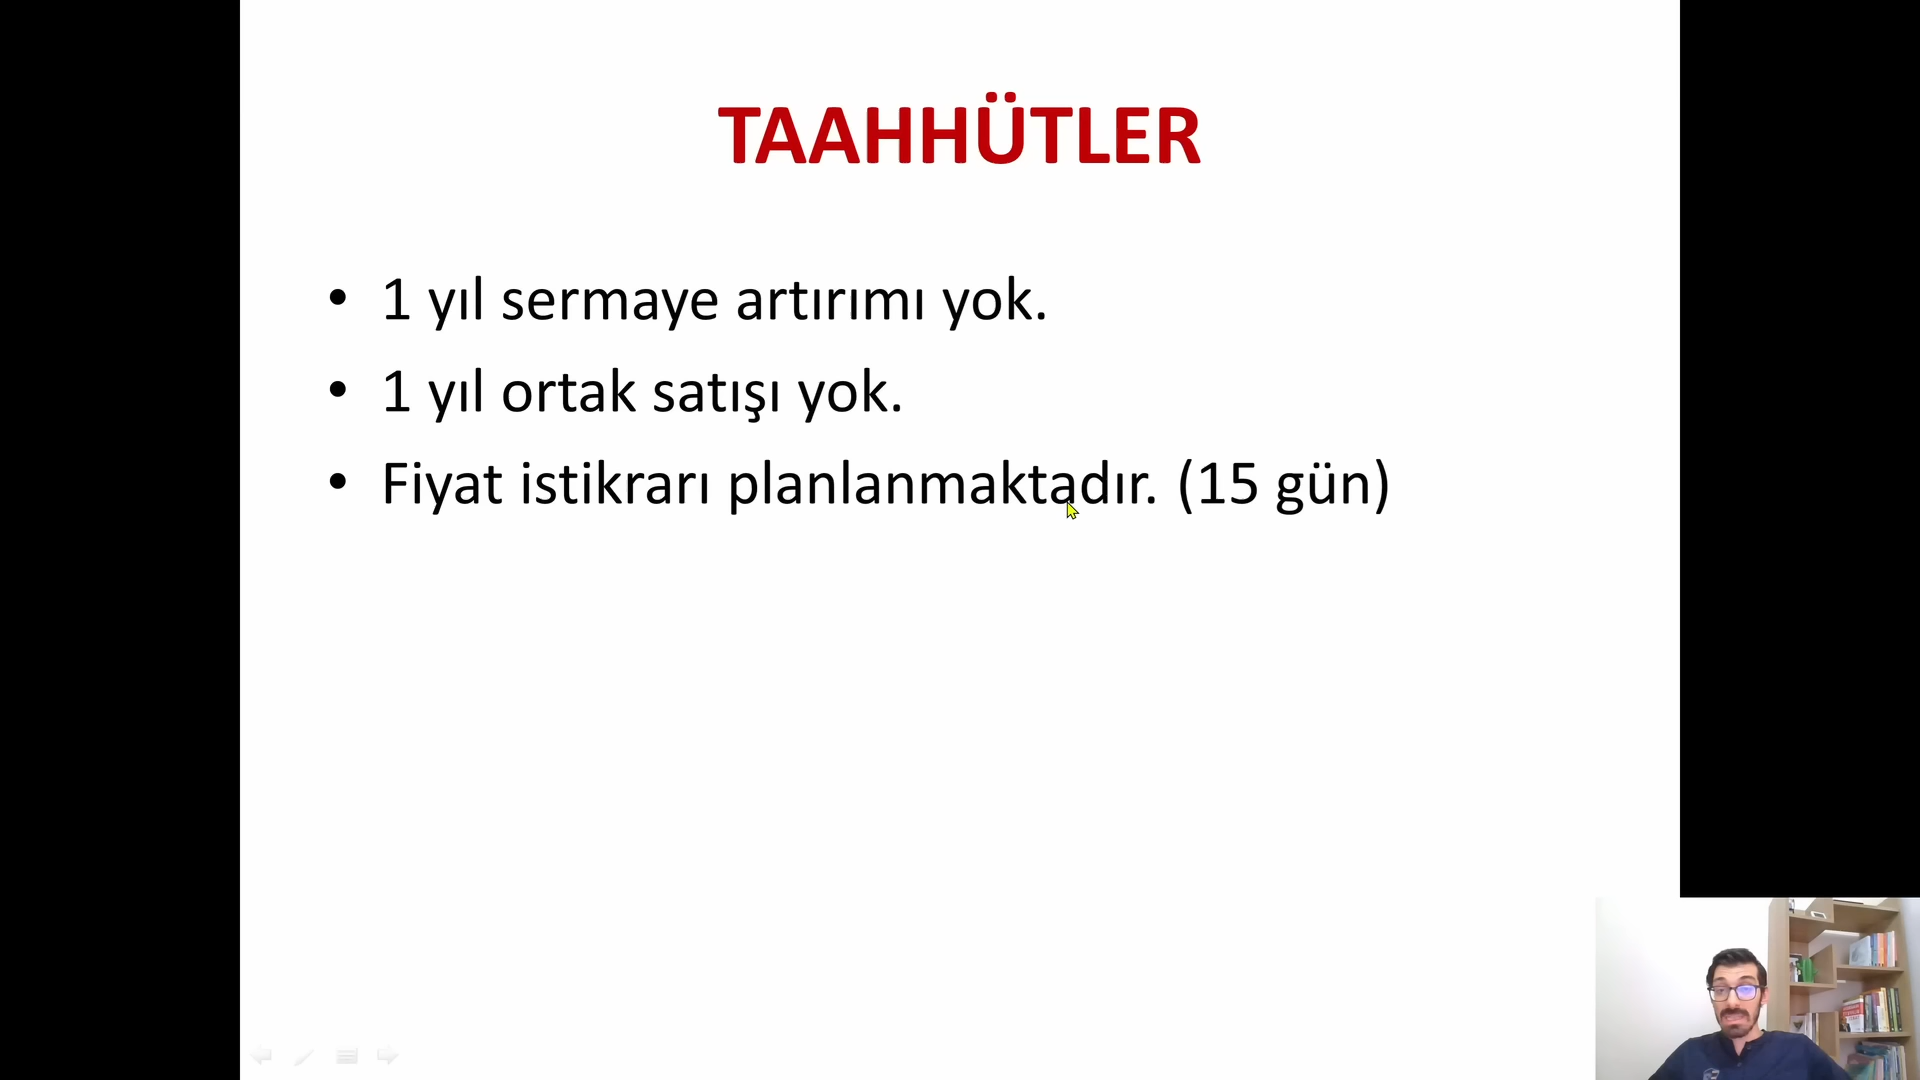 TAAHHÜTLER
• 1 yıl sermaye artırımı yok.
• 1 yıl ortak satışı yok.
• Fiyat istikrarı planlanmaktadır. (15 gün)